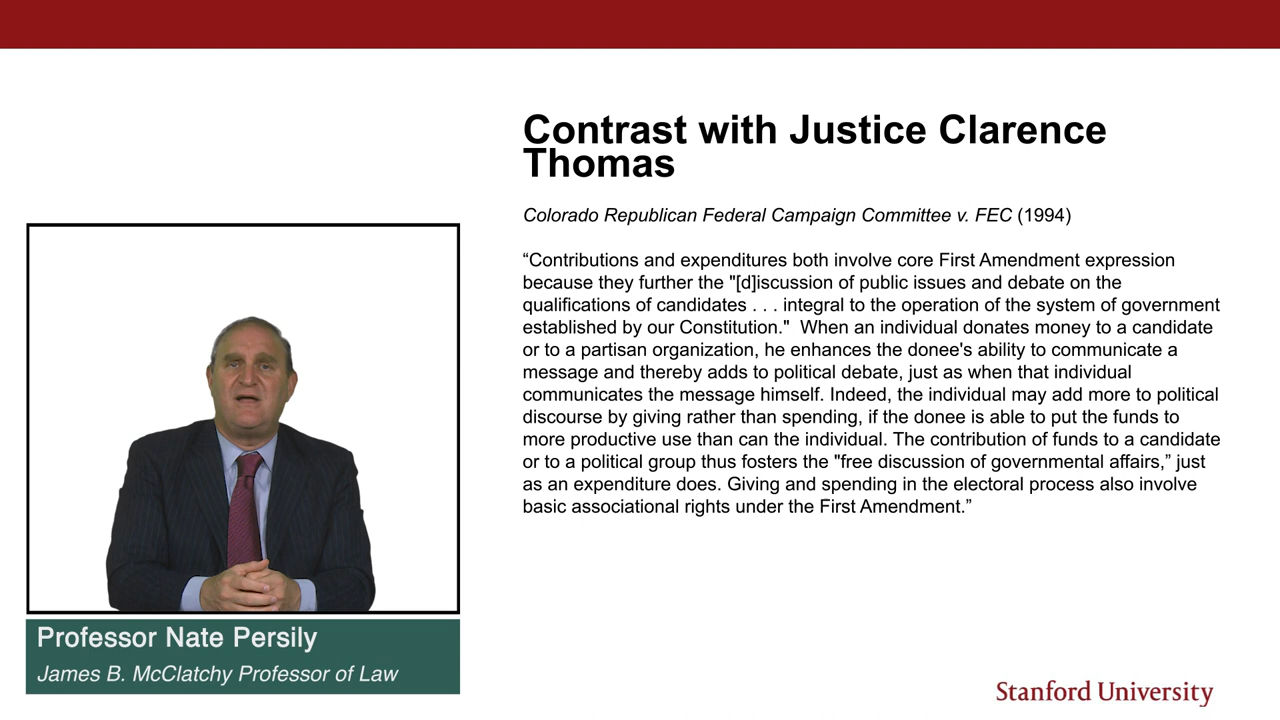 Contrast with Justice Clarence
Thomas
Colorado Republican Federal Campaign Committee v. FEC (1994)
“Contributions and expenditures both involve core First Amendment expression
because they further the "[d]iscussion of public issues and debate on the
qualifications of candidates . . . integral to the operation of the system of government
established by our Constitution."  When an individual donates money to a candidate
or to a partisan organization, he enhances the donee's ability to communicate a
message and thereby adds to political debate, just as when that individual
communicates the message himself. Indeed, the individual may add more to political
discourse by giving rather than spending, if the donee is able to put the funds to
more productive use than can the individual. The contribution of funds to a candidate
or to a political group thus fosters the "free discussion of governmental affairs,” just
as an expenditure does. Giving and spending in the electoral process also involve
basic associational rights under the First Amendment.”
Professor Nate Persily
James B. McClatchy Professor of Law
Stanford University